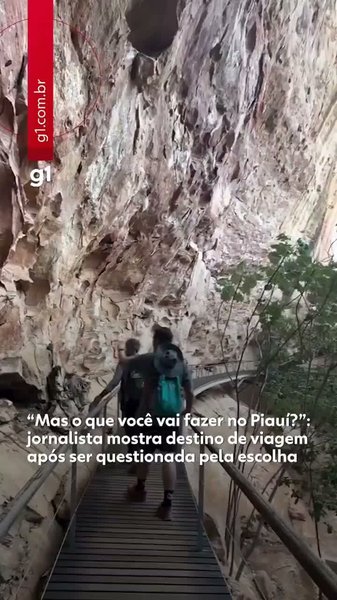 g1.com.br
g1
“Mas o que você vai fazer no Piauí?”:
jornalista mostra destino de viagem
após ser questionada pela escolha